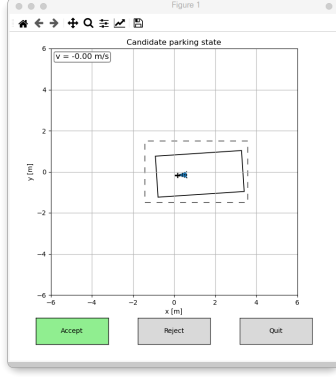 Figure 1
Candidate parking state
v = -0.00 m/s
6
4
2
0
−2
−4
−6
y [m]
−6 −4 −2 0 2 4 6
x [m]
Accept Reject Quit